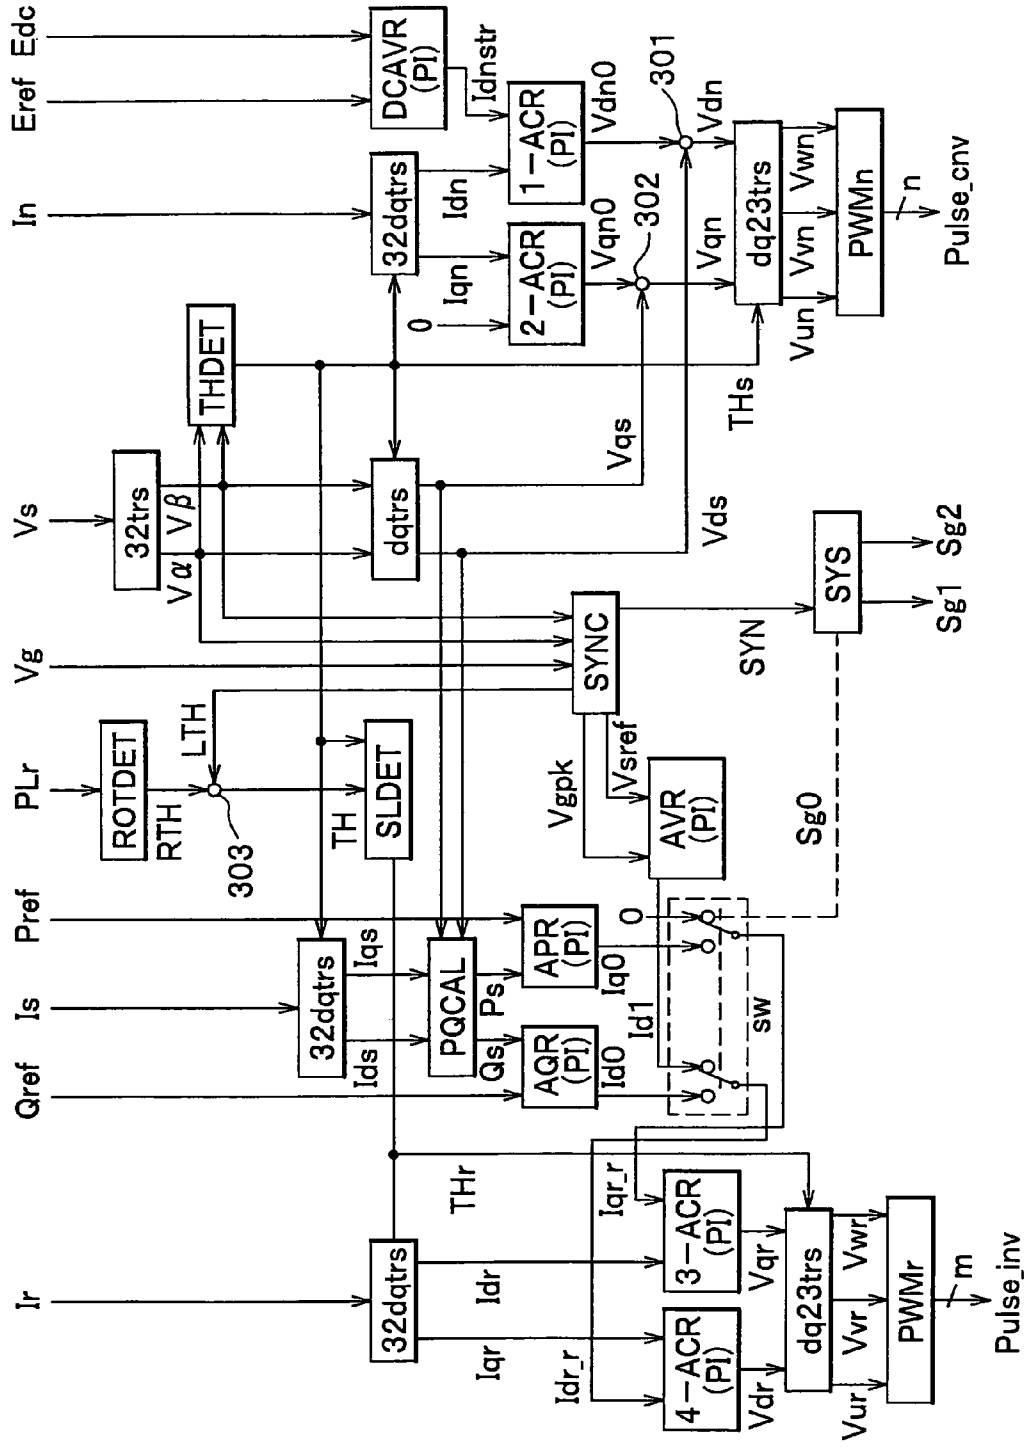 Ir
Qref
Is
Pref
PLr
Vg
Vs
In
Eref
Edc
ROTDET
RTH
LTH
303
32trs
Vα
Vβ
THDET
32dqtrs
Ids
Iqs
TH
SLDET
dqtrs
32dqtrs
Iqn
Idn
0
DCAVR
(PI)
Idnstr
32dqtrs
Iqr
Idr
THr
PQCAL
Qs
Ps
AQR
(PI)
APR
(PI)
Id0
Iq0
Id1
0
Vgpk
Vsref
SYNC
AVR
(PI)
2-ACR
(PI)
1-ACR
(PI)
Vqn0
Vdn0
302
301
Vqs
Vds
THs
Vqn
Vdn
dq23trs
Vun
Vvn
Vwn
PWMn
n
Pulse_cnv
SYN
SYS
Sg0
Sg1
Sg2
sw
Idr_r
Iqr_r
4-ACR
(PI)
3-ACR
(PI)
Vdr
Vqr
dq23trs
Vur
Vvr
Vwr
PWMr
m
Pulse_inv